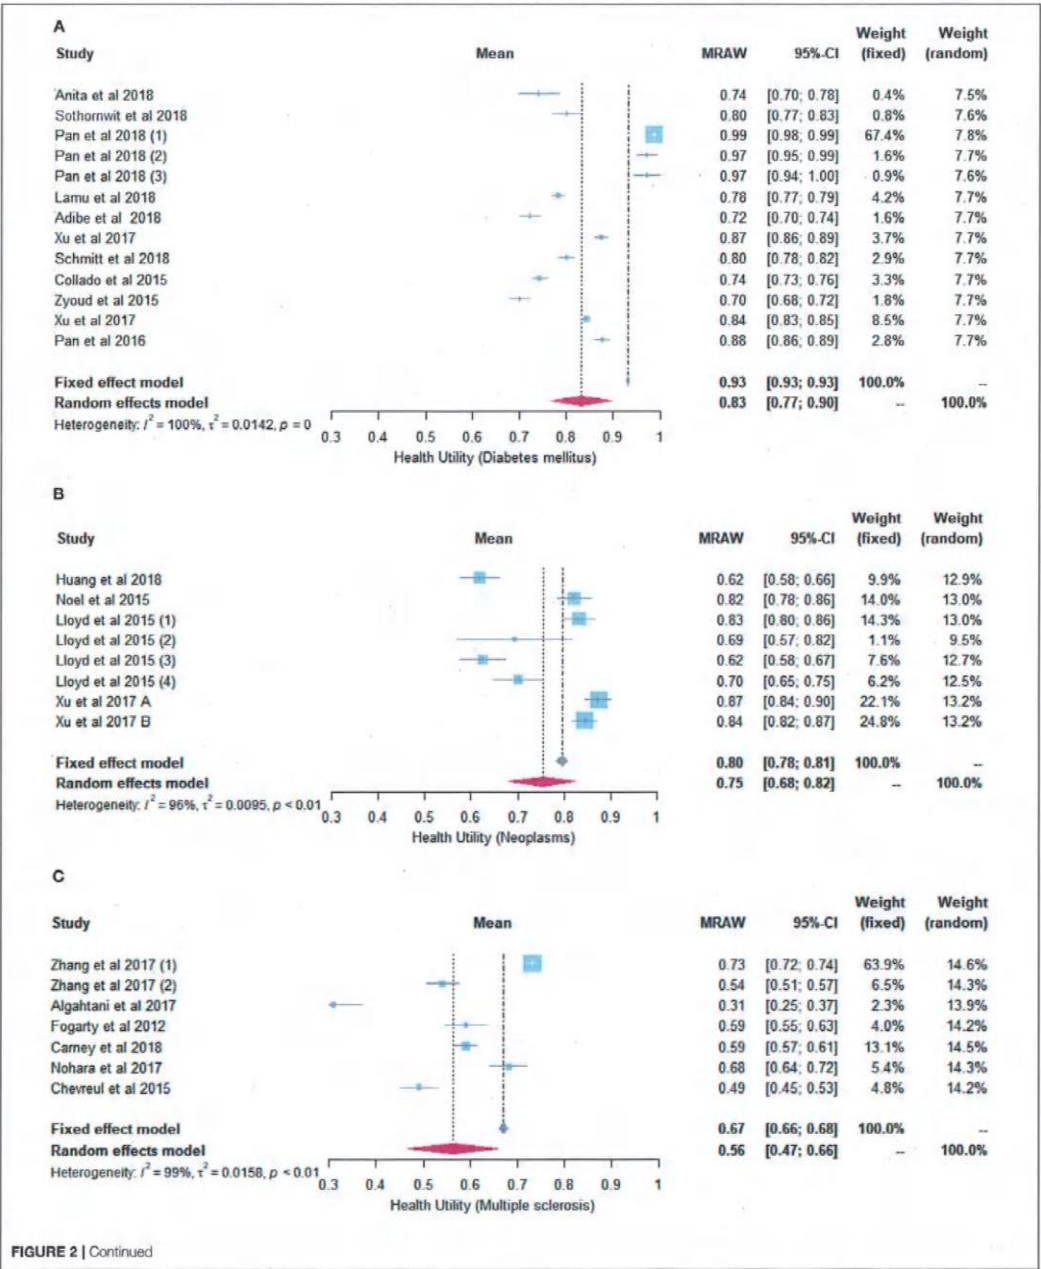 A
Weight Weight
Study Mean MRAW 95%-CI (fixed) (random)
Anita et al 2018 0.74 [0.70; 0.78] 0.4% 7.5%
Sothornwit et al 2018 0.80 [0.77; 0.83] 0.8% 7.6%
Pan et al 2018 (1) 0.99 [0.98; 0.99] 67.4% 7.8%
Pan et al 2018 (2) 0.97 [0.95; 0.99] 1.6% 7.7%
Pan et al 2018 (3) 0.97 [0.94; 1.00] 0.9% 7.6%
Lamu et al 2018 0.78 [0.77; 0.79] 4.2% 7.7%
Adibe et al 2018 0.72 [0.70; 0.74] 1.6% 7.7%
Xu et al 2017 0.87 [0.86; 0.89] 3.7% 7.7%
Schmitt et al 2018 0.80 [0.78; 0.82] 2.9% 7.7%
Collado et al 2015 0.74 [0.73; 0.76] 3.3% 7.7%
Zyoud et al 2015 0.70 [0.68; 0.72] 1.8% 7.7%
Xu et al 2017 0.84 [0.83; 0.85] 8.5% 7.7%
Pan et al 2016 0.88 [0.86; 0.89] 2.8% 7.7%
Fixed effect model 0.93 [0.93; 0.93] 100.0% --
Random effects model 0.83 [0.77; 0.90] -- 100.0%
Heterogeneity: I² = 100%, τ² = 0.0142, p = 0
0.3 0.4 0.5 0.6 0.7 0.8 0.9 1
Health Utility (Diabetes mellitus)
B
Weight Weight
Study Mean MRAW 95%-CI (fixed) (random)
Huang et al 2018 0.62 [0.58; 0.66] 9.9% 12.9%
Noel et al 2015 0.82 [0.78; 0.86] 14.0% 13.0%
Lloyd et al 2015 (1) 0.83 [0.80; 0.86] 14.3% 13.0%
Lloyd et al 2015 (2) 0.69 [0.57; 0.82] 1.1% 9.5%
Lloyd et al 2015 (3) 0.62 [0.58; 0.67] 7.6% 12.7%
Lloyd et al 2015 (4) 0.70 [0.65; 0.75] 6.2% 12.5%
Xu et al 2017 A 0.87 [0.84; 0.90] 22.1% 13.2%
Xu et al 2017 B 0.84 [0.82; 0.87] 24.8% 13.2%
Fixed effect model 0.80 [0.78; 0.81] 100.0% --
Random effects model 0.75 [0.68; 0.82] -- 100.0%
Heterogeneity: I² = 96%, τ² = 0.0095, p < 0.01
0.3 0.4 0.5 0.6 0.7 0.8 0.9 1
Health Utility (Neoplasms)
C
Weight Weight
Study Mean MRAW 95%-CI (fixed) (random)
Zhang et al 2017 (1) 0.73 [0.72; 0.74] 63.9% 14.6%
Zhang et al 2017 (2) 0.54 [0.51; 0.57] 6.5% 14.3%
Algahtani et al 2017 0.31 [0.25; 0.37] 2.3% 13.9%
Fogarty et al 2012 0.59 [0.55; 0.63] 4.0% 14.2%
Carney et al 2018 0.59 [0.57; 0.61] 13.1% 14.5%
Nohara et al 2017 0.68 [0.64; 0.72] 5.4% 14.3%
Chevreul et al 2015 0.49 [0.45; 0.53] 4.8% 14.2%
Fixed effect model 0.67 [0.66; 0.68] 100.0% --
Random effects model 0.56 [0.47; 0.66] -- 100.0%
Heterogeneity: I² = 99%, τ² = 0.0158, p < 0.01
0.3 0.4 0.5 0.6 0.7 0.8 0.9 1
Health Utility (Multiple sclerosis)
FIGURE 2 | Continued